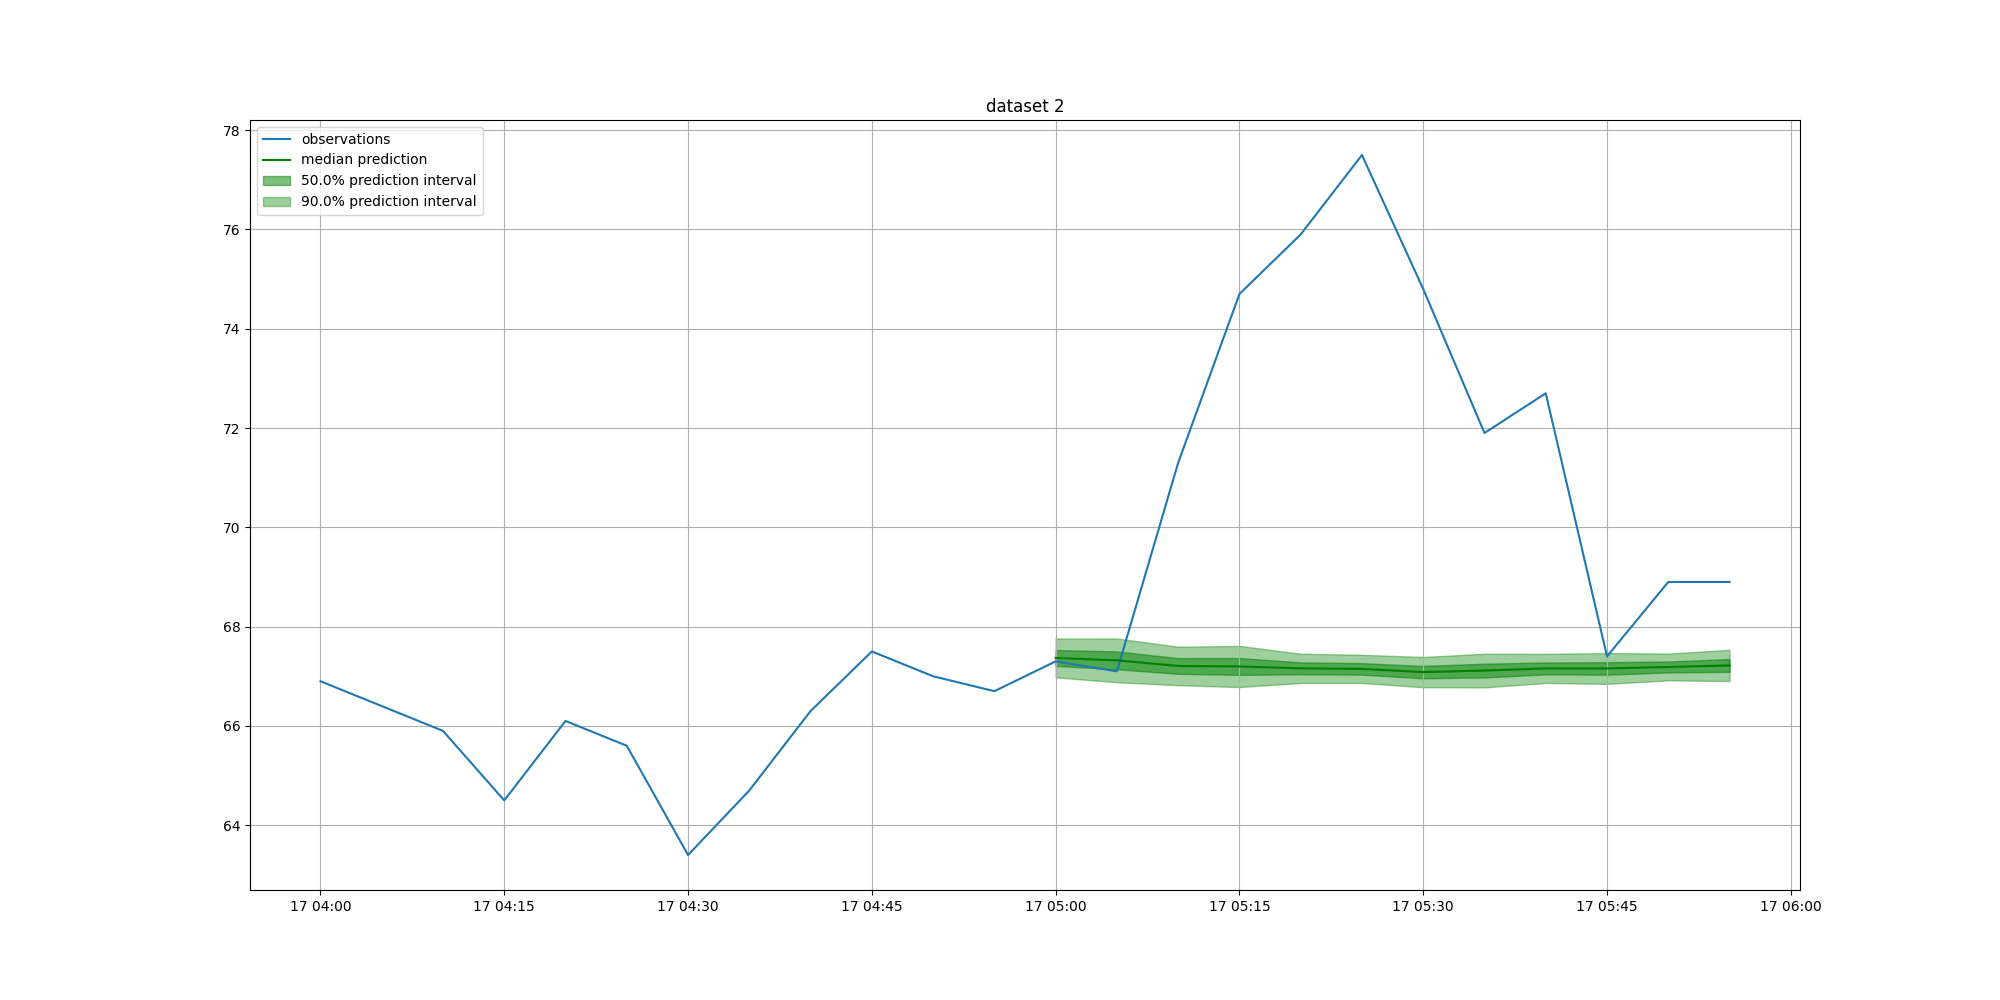 dataset 2
observations
median prediction
50.0% prediction interval
90.0% prediction interval
78
76
74
72
70
68
66
64
17 04:00 17 04:15 17 04:30 17 04:45 17 05:00 17 05:15 17 05:30 17 05:45 17 06:00